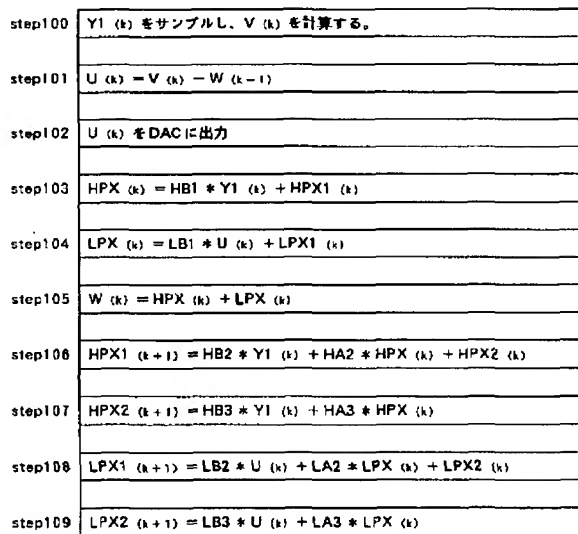 step100 Y1 (k) をサンプルし、V (k) を計算する。
step101 U (k) = V (k) − W (k−1)
step102 U (k) をDACに出力
step103 HPX (k) = HB1 * Y1 (k) + HPX1 (k)
step104 LPX (k) = LB1 * U (k) + LPX1 (k)
step105 W (k) = HPX (k) + LPX (k)
step106 HPX1 (k+1) = HB2 * Y1 (k) + HA2 * HPX (k) + HPX2 (k)
step107 HPX2 (k+1) = HB3 * Y1 (k) + HA3 * HPX (k)
step108 LPX1 (k+1) = LB2 * U (k) + LA2 * LPX (k) + LPX2 (k)
step109 LPX2 (k+1) = LB3 * U (k) + LA3 * LPX (k)